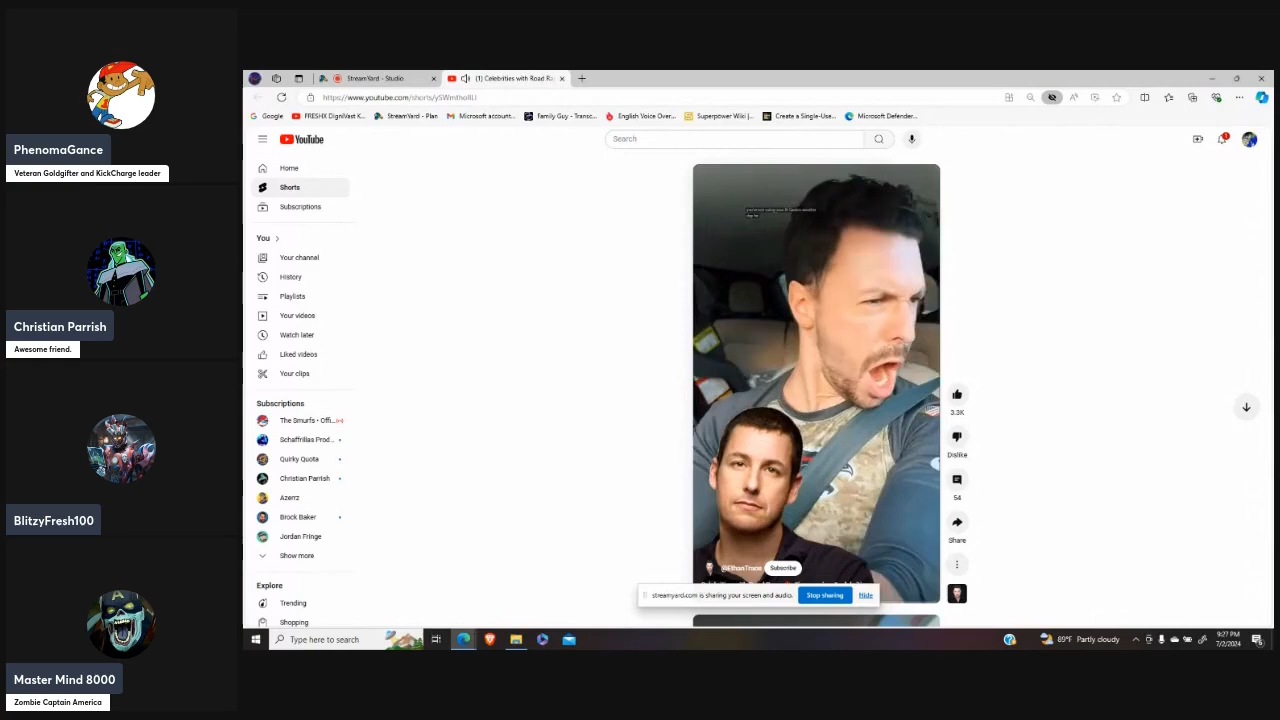 PhenomaGance
Veteran Goldgifter and KickCharge leader
Christian Parrish
Awesome friend.
BlitzyFresh100
A
Master Mind 8000
Zombie Captain America
StreamYard - Studio
(1) Celebrities with Road Ra
Google
FRESHX DigniVast K...
StreamYard - Plan
Microsoft account...
Family Guy - Transc...
English Voice Over...
Superpower Wiki |...
Create a Single-Use...
Microsoft Defender...
YouTube
Search
Home
Shorts
Subscriptions
You
Your channel
History
Playlists
Your videos
Watch later
Liked videos
Your clips
Subscriptions
The Smurfs • Offi...
Schaffrillas Prod...
Quirky Quota
Christian Parrish
Azerrz
Brock Baker
Jordan Fringe
Show more
Explore
Trending
Shopping
3.3K
Dislike
54
Share
Subscribe
streamyard.com is sharing your screen and audio.
Stop sharing
Hide
Type here to search
89°F Partly cloudy
9:27 PM
7/2/2024